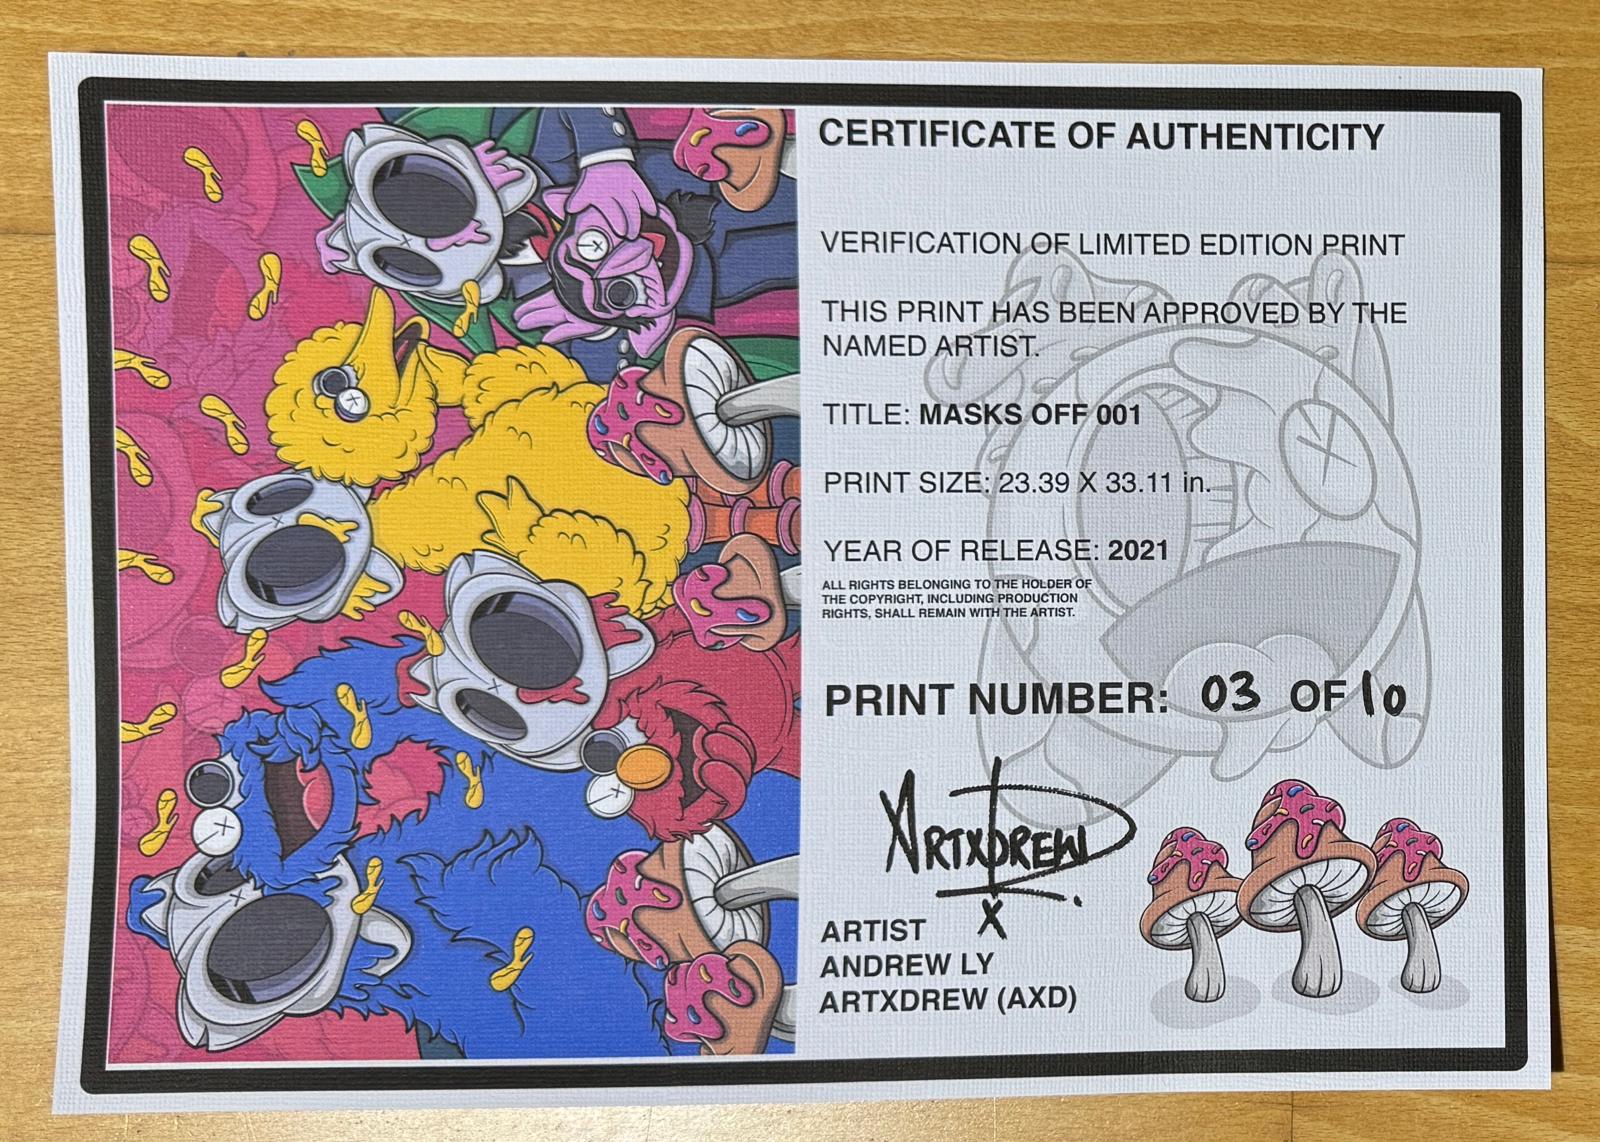 CERTIFICATE OF AUTHENTICITY
VERIFICATION OF LIMITED EDITION PRINT
THIS PRINT HAS BEEN APPROVED BY THE
NAMED ARTIST.
TITLE: MASKS OFF 001
PRINT SIZE: 23.39 X 33.11 in.
YEAR OF RELEASE: 2021
ALL RIGHTS BELONGING TO THE HOLDER OF
THE COPYRIGHT, INCLUDING PRODUCTION
RIGHTS, SHALL REMAIN WITH THE ARTIST.
PRINT NUMBER: 03 OF 10
ARTXDREW
X
ARTIST
ANDREW LY
ARTXDREW (AXD)